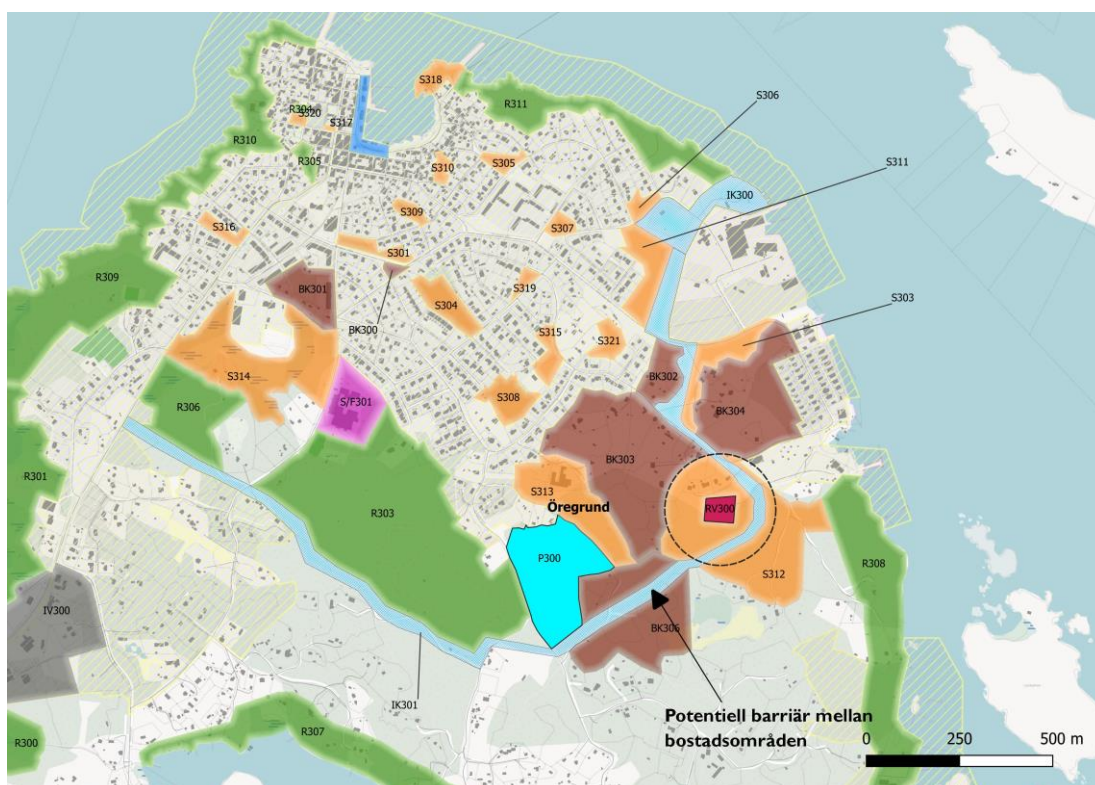 S318
R304
S320
S317
R311
S306
R310
R305
S310
S305
S311
IK300
S309
S307
S316
S301
R309
BK301
S319
S304
BK300
S303
S315
S321
BK302
S314
R306
S/F301
S308
BK304
BK303
R301
S313
Öregrund
R303
RV300
P300
R308
S312
IV300
BK306
IK301
Potentiell barriär mellan
bostadsområden
R307
R300
0 250 500 m